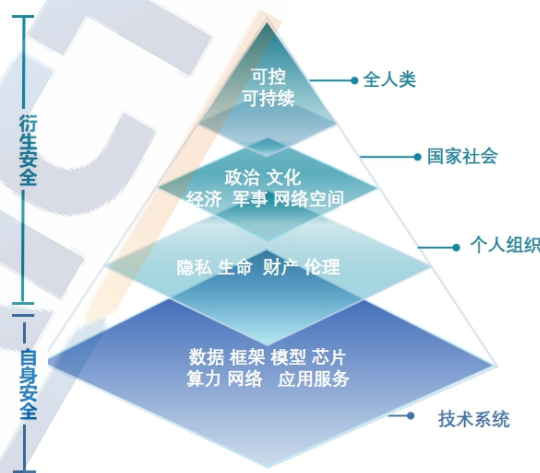 可控
可持续
全人类
国家社会
政治 文化
经济 军事 网络空间
衍生安全
个人组织
隐私 生命 财产 伦理
数据 框架 模型 芯片
算力 网络 应用服务
自身安全
技术系统